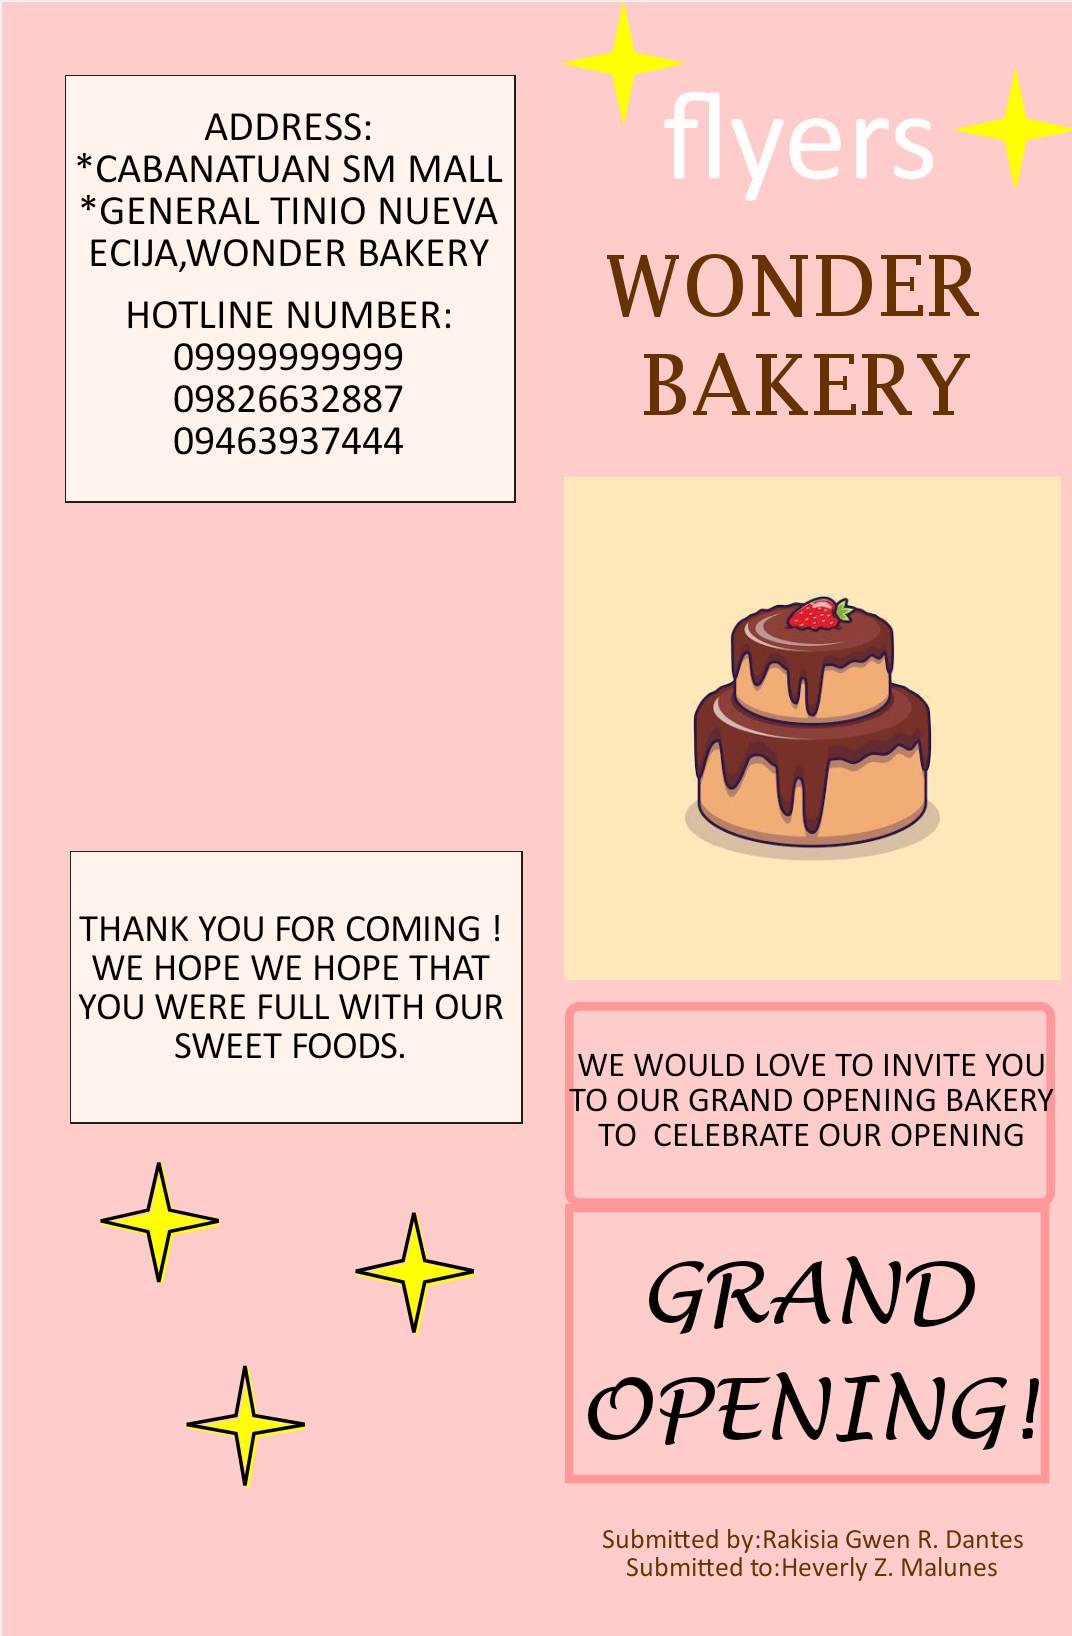 ADDRESS:
*CABANATUAN SM MALL
*GENERAL TINIO NUEVA
ECIJA,WONDER BAKERY
HOTLINE NUMBER:
09999999999
09826632887
09463937444
THANK YOU FOR COMING !
WE HOPE WE HOPE THAT
YOU WERE FULL WITH OUR
SWEET FOODS.
flyers
WONDER
BAKERY
WE WOULD LOVE TO INVITE YOU
TO OUR GRAND OPENING BAKERY
TO  CELEBRATE OUR OPENING
GRAND
OPENING!
Submitted by:Rakisia Gwen R. Dantes
Submitted to:Heverly Z. Malunes